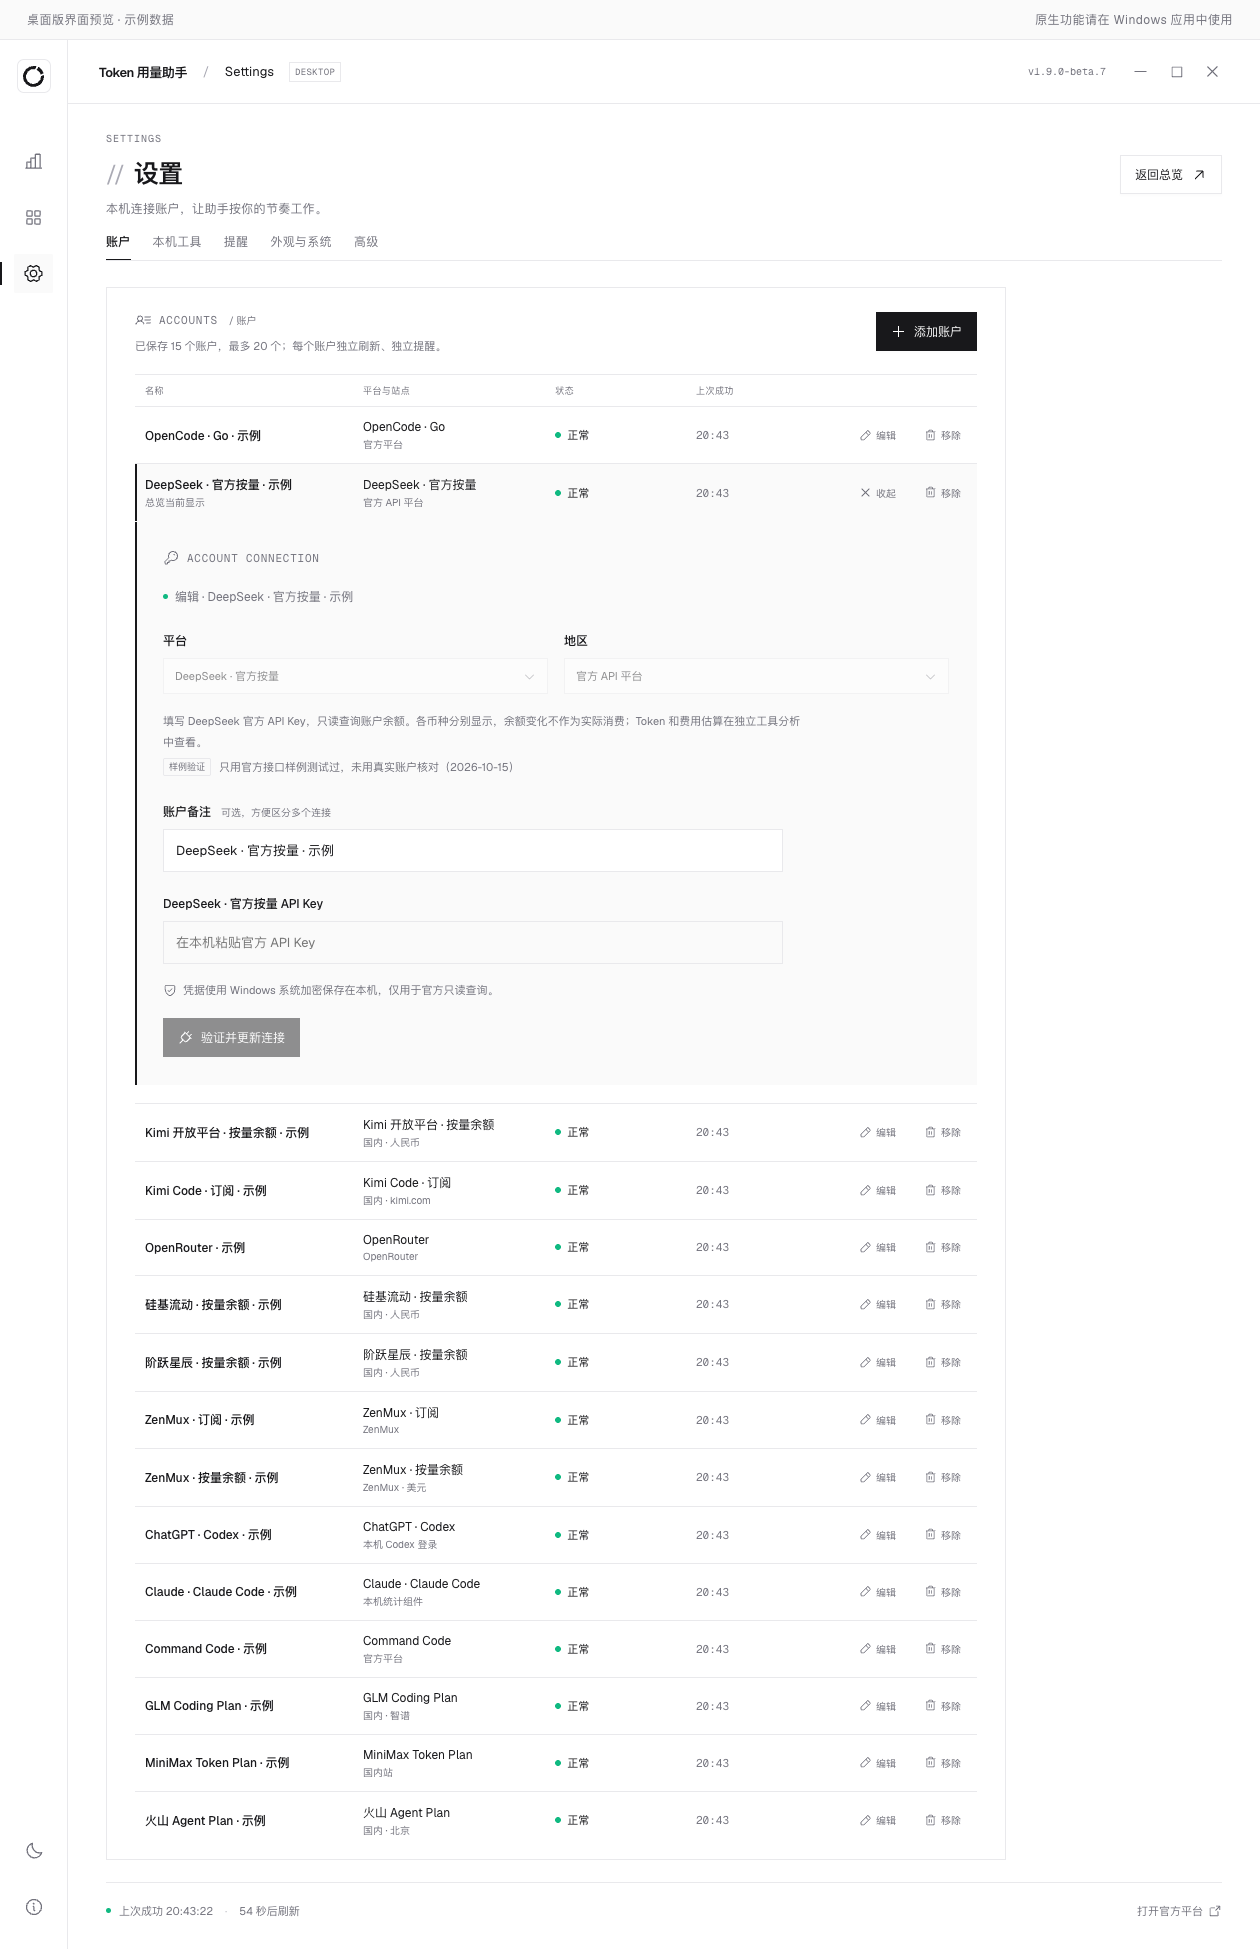 桌面版界面预览 · 示例数据
原生功能请在 Windows 应用中使用
Token 用量助手 / Settings DESKTOP
v1.9.0-beta.7
SETTINGS
// 设置
返回总览
本机连接账户，让助手按你的节奏工作。
账户 本机工具 提醒 外观与系统 高级
ACCOUNTS / 账户
添加账户
已保存 15 个账户，最多 20 个；每个账户独立刷新、独立提醒。
名称 平台与站点 状态 上次成功
OpenCode · Go · 示例 OpenCode · Go 正常 20:43 编辑 移除
官方平台
DeepSeek · 官方按量 · 示例 DeepSeek · 官方按量 正常 20:43 收起 移除
总览当前显示 官方 API 平台
ACCOUNT CONNECTION
编辑 · DeepSeek · 官方按量 · 示例
平台 地区
DeepSeek · 官方按量 官方 API 平台
填写 DeepSeek 官方 API Key，只读查询账户余额。各币种分别显示，余额变化不作为实际消费；Token 和费用估算在独立工具分析
中查看。
样例验证 只用官方接口样例测试过，未用真实账户核对（2026-10-15）
账户备注 可选，方便区分多个连接
DeepSeek · 官方按量 · 示例
DeepSeek · 官方按量 API Key
在本机粘贴官方 API Key
凭据使用 Windows 系统加密保存在本机，仅用于官方只读查询。
验证并更新连接
Kimi 开放平台 · 按量余额 · 示例 Kimi 开放平台 · 按量余额 正常 20:43 编辑 移除
国内 · 人民币
Kimi Code · 订阅 · 示例 Kimi Code · 订阅 正常 20:43 编辑 移除
国内 · kimi.com
OpenRouter · 示例 OpenRouter 正常 20:43 编辑 移除
OpenRouter
硅基流动 · 按量余额 · 示例 硅基流动 · 按量余额 正常 20:43 编辑 移除
国内 · 人民币
阶跃星辰 · 按量余额 · 示例 阶跃星辰 · 按量余额 正常 20:43 编辑 移除
国内 · 人民币
ZenMux · 订阅 · 示例 ZenMux · 订阅 正常 20:43 编辑 移除
ZenMux
ZenMux · 按量余额 · 示例 ZenMux · 按量余额 正常 20:43 编辑 移除
ZenMux · 美元
ChatGPT · Codex · 示例 ChatGPT · Codex 正常 20:43 编辑 移除
本机 Codex 登录
Claude · Claude Code · 示例 Claude · Claude Code 正常 20:43 编辑 移除
本机统计组件
Command Code · 示例 Command Code 正常 20:43 编辑 移除
官方平台
GLM Coding Plan · 示例 GLM Coding Plan 正常 20:43 编辑 移除
国内 · 智谱
MiniMax Token Plan · 示例 MiniMax Token Plan 正常 20:43 编辑 移除
国内站
火山 Agent Plan · 示例 火山 Agent Plan 正常 20:43 编辑 移除
国内 · 北京
上次成功 20:43:22 · 54 秒后刷新
打开官方平台